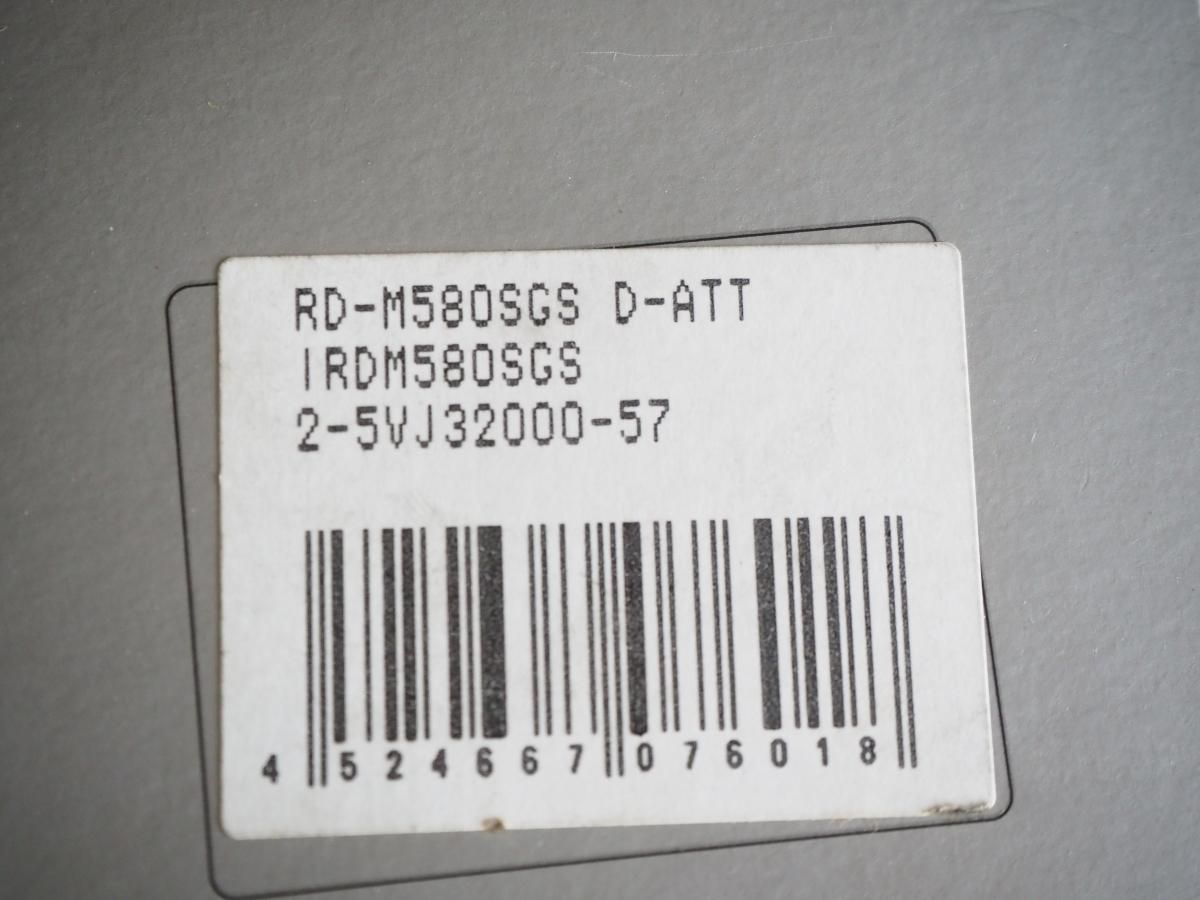 RD-M580SGS D-ATT
IRDM580SGS
2-5VJ32000-57
4 524667 076018